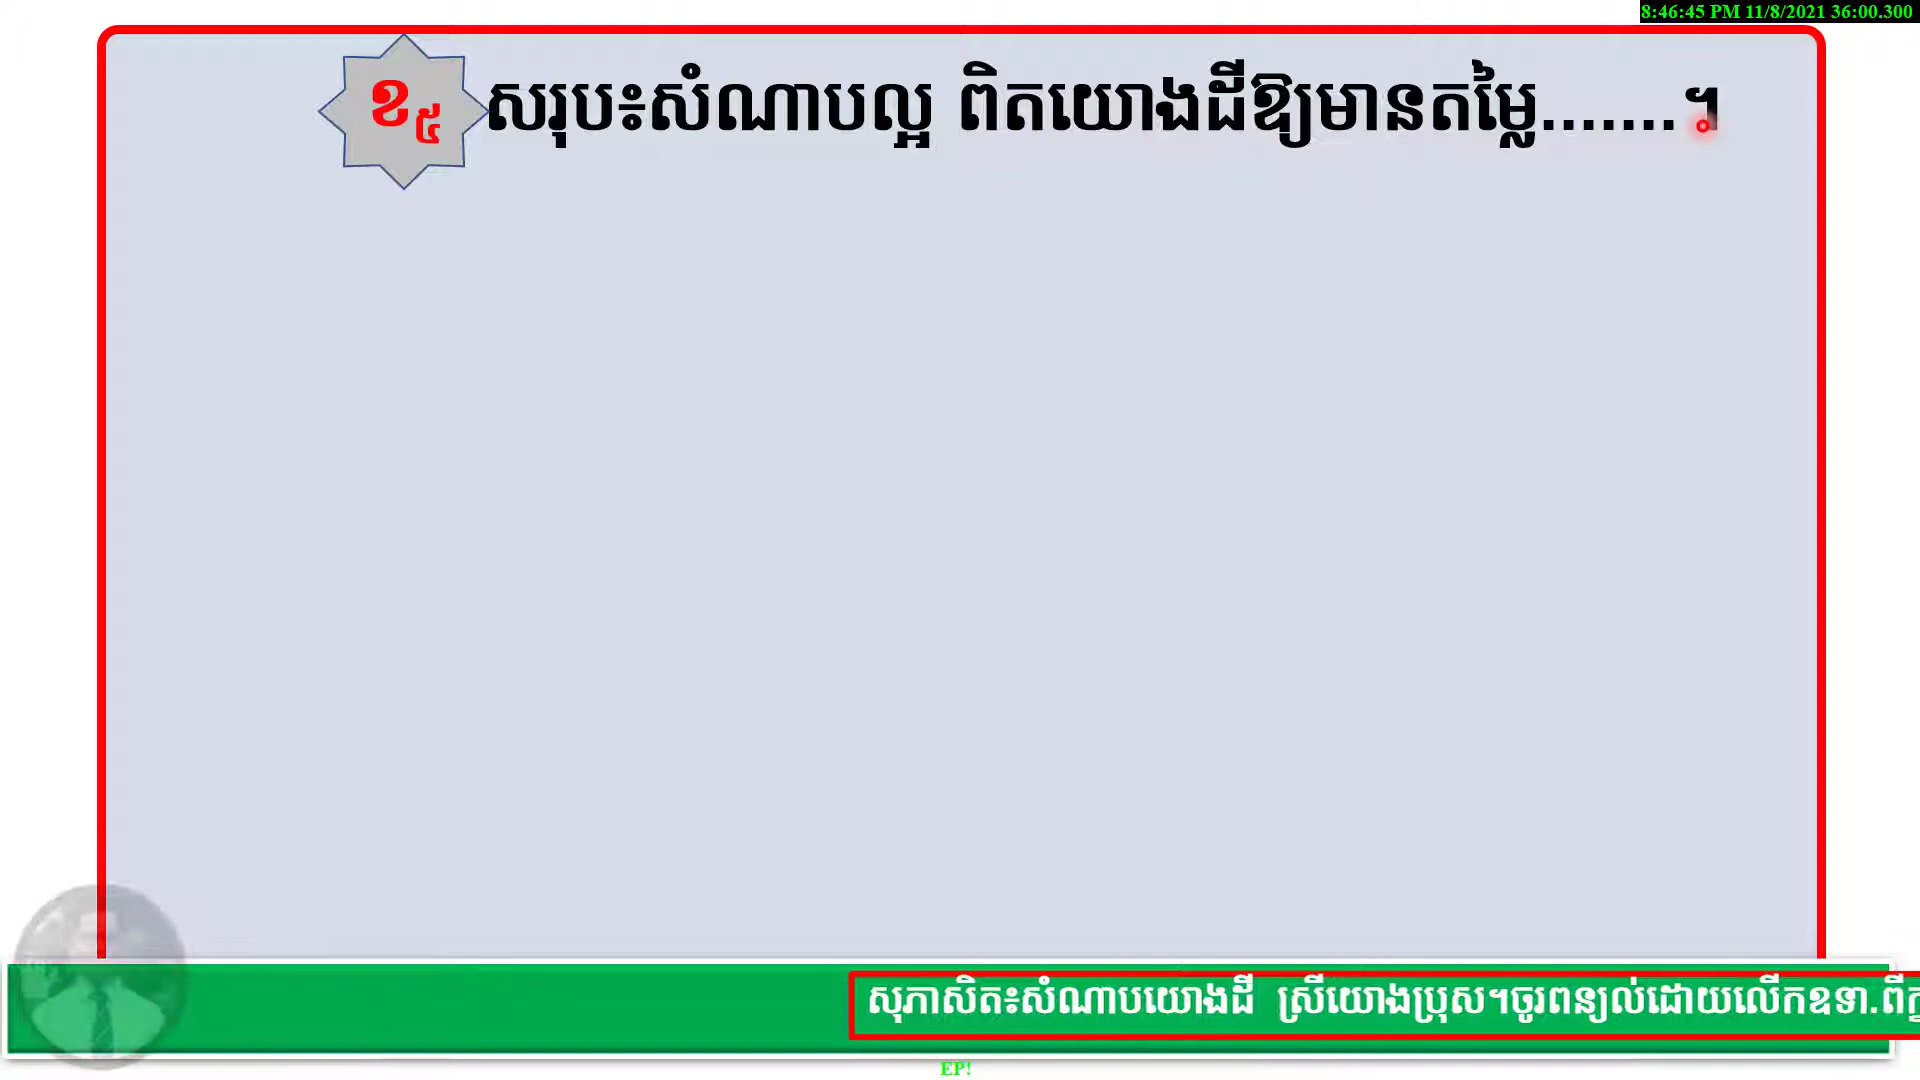 8:46:45 PM 11/8/2021 36:00.300
ខ៥ សរុប៖សំណាបល្អ ពិតយោងដីឱ្យមានតម្លៃ.......។
សុភាសិត៖សំណាបយោងដី ស្រីយោងប្រុស។ចូរពន្យល់ដោយលើកឧទា.ពីក្
EP!